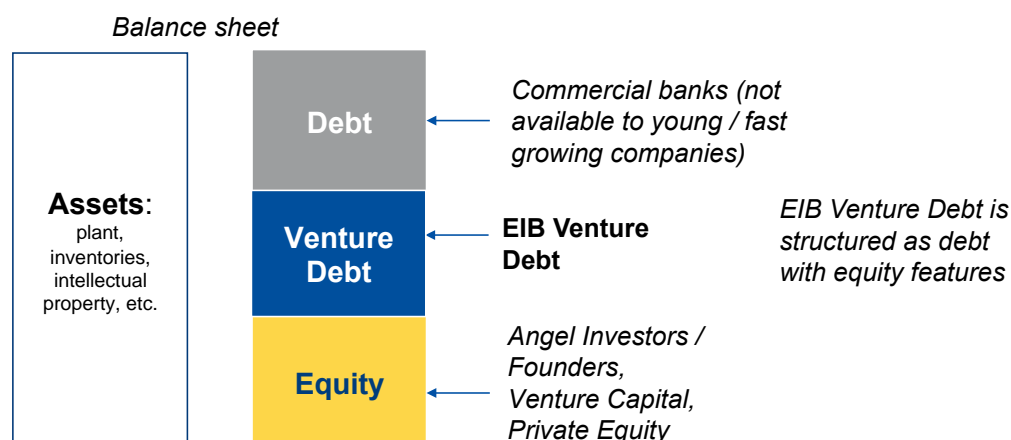 Balance sheet
Assets:
plant,
inventories,
intellectual
property, etc.
Debt
Commercial banks (not
available to young / fast
growing companies)
Venture
Debt
EIB Venture
Debt
EIB Venture Debt is
structured as debt
with equity features
Equity
Angel Investors /
Founders,
Venture Capital,
Private Equity